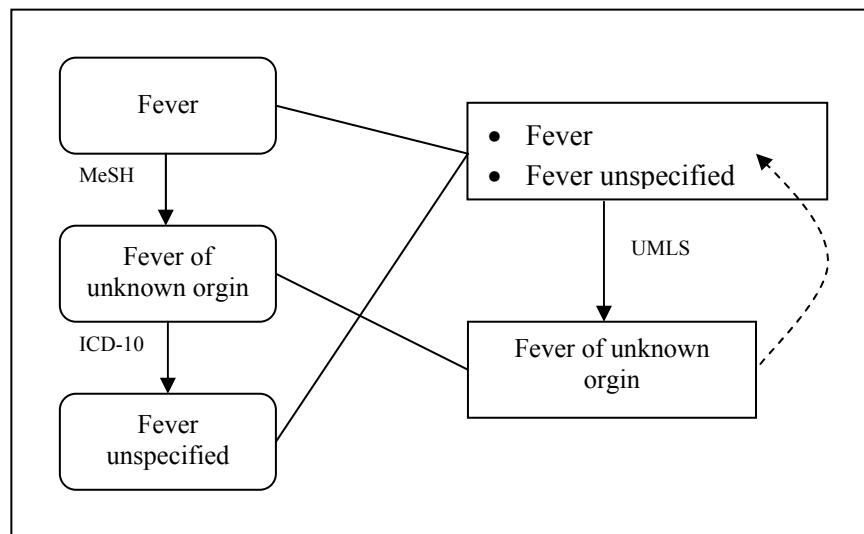 Fever
MeSH
Fever of
unknown orgin
ICD-10
Fever
unspecified
• Fever
• Fever unspecified
UMLS
Fever of unknown
orgin